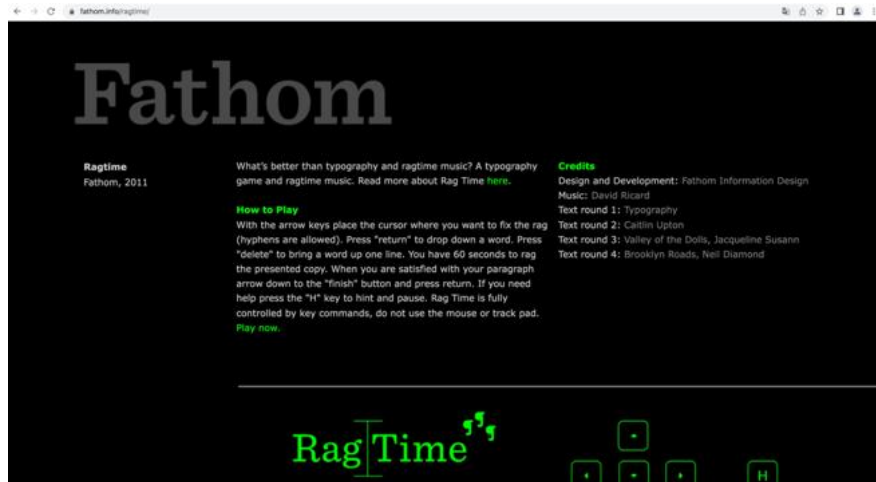 fathom.info/ragtime/
Fathom
Ragtime
Fathom, 2011
What's better than typography and ragtime music? A typography
game and ragtime music. Read more about Rag Time here.
How to Play
With the arrow keys place the cursor where you want to fix the rag
(hyphens are allowed). Press "return" to drop down a word. Press
"delete" to bring a word up one line. You have 60 seconds to rag
the presented copy. When you are satisfied with your paragraph
arrow down to the "finish" button and press return. If you need
help press the "H" key to hint and pause. Rag Time is fully
controlled by key commands, do not use the mouse or track pad.
Play now.
Credits
Design and Development: Fathom Information Design
Music: David Ricard
Text round 1: Typography
Text round 2: Caitlin Upton
Text round 3: Valley of the Dolls, Jacqueline Susann
Text round 4: Brooklyn Roads, Neil Diamond
Rag Time ¶¶¶
H